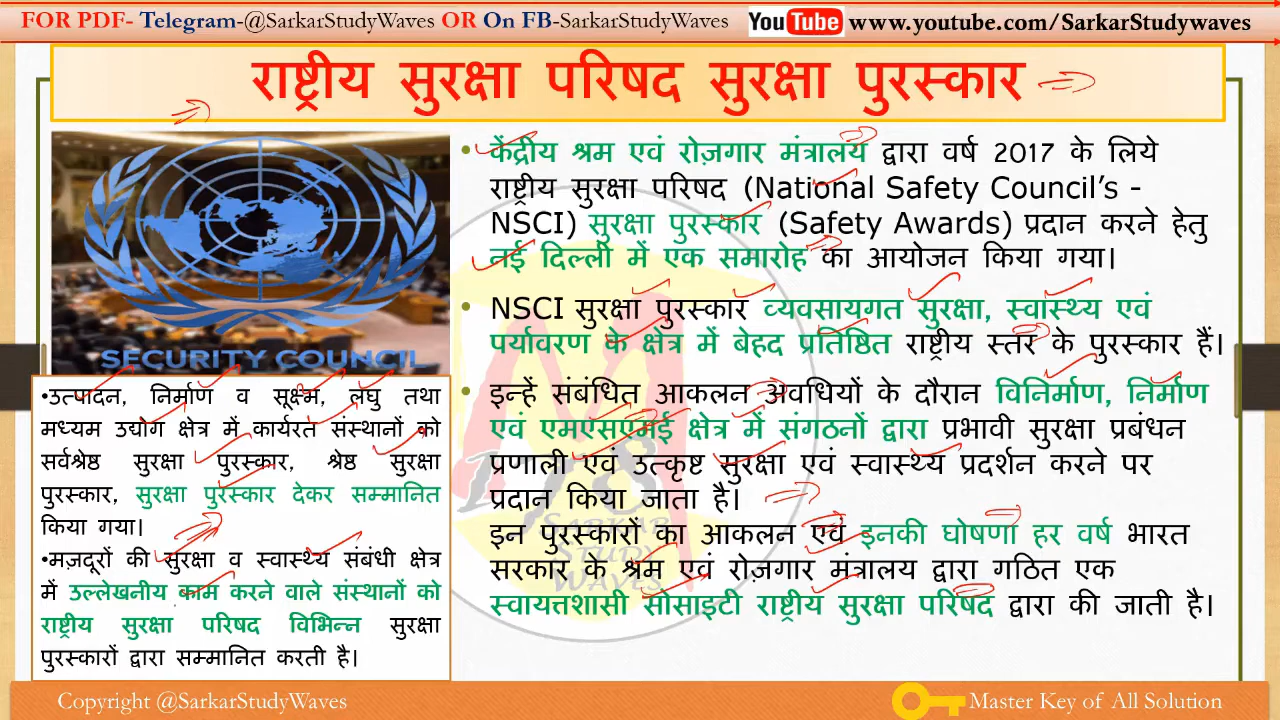 FOR PDF- Telegram-@SarkarStudyWaves OR On FB-SarkarStudyWaves
YouTube www.youtube.com/SarkarStudywaves
राष्ट्रीय सुरक्षा परिषद सुरक्षा पुरस्कार
SECURITY COUNCIL
•उत्पादन, निर्माण व सूक्ष्म, लघु तथा
मध्यम उद्योग क्षेत्र में कार्यरत संस्थानों को
सर्वश्रेष्ठ सुरक्षा पुरस्कार, श्रेष्ठ सुरक्षा
पुरस्कार, सुरक्षा पुरस्कार देकर सम्मानित
किया गया।
•मज़दूरों की सुरक्षा व स्वास्थ्य संबंधी क्षेत्र
में उल्लेखनीय काम करने वाले संस्थानों को
राष्ट्रीय सुरक्षा परिषद विभिन्न सुरक्षा
पुरस्कारों द्वारा सम्मानित करती है।
• केंद्रीय श्रम एवं रोज़गार मंत्रालय द्वारा वर्ष 2017 के लिये
राष्ट्रीय सुरक्षा परिषद (National Safety Council’s -
NSCI) सुरक्षा पुरस्कार (Safety Awards) प्रदान करने हेतु
नई दिल्ली में एक समारोह का आयोजन किया गया।
• NSCI सुरक्षा पुरस्कार व्यवसायगत सुरक्षा, स्वास्थ्य एवं
पर्यावरण के क्षेत्र में बेहद प्रतिष्ठित राष्ट्रीय स्तर के पुरस्कार हैं।
• इन्हें संबंधित आकलन अवधियों के दौरान विनिर्माण, निर्माण
एवं एमएसएमई क्षेत्र में संगठनों द्वारा प्रभावी सुरक्षा प्रबंधन
प्रणाली एवं उत्कृष्ट सुरक्षा एवं स्वास्थ्य प्रदर्शन करने पर
प्रदान किया जाता है।
इन पुरस्कारों का आकलन एवं इनकी घोषणा हर वर्ष भारत
सरकार के श्रम एवं रोज़गार मंत्रालय द्वारा गठित एक
स्वायत्तशासी सोसाइटी राष्ट्रीय सुरक्षा परिषद द्वारा की जाती है।
SARKAR
STUDY
WAVES
Copyright @SarkarStudyWaves
Master Key of All Solution